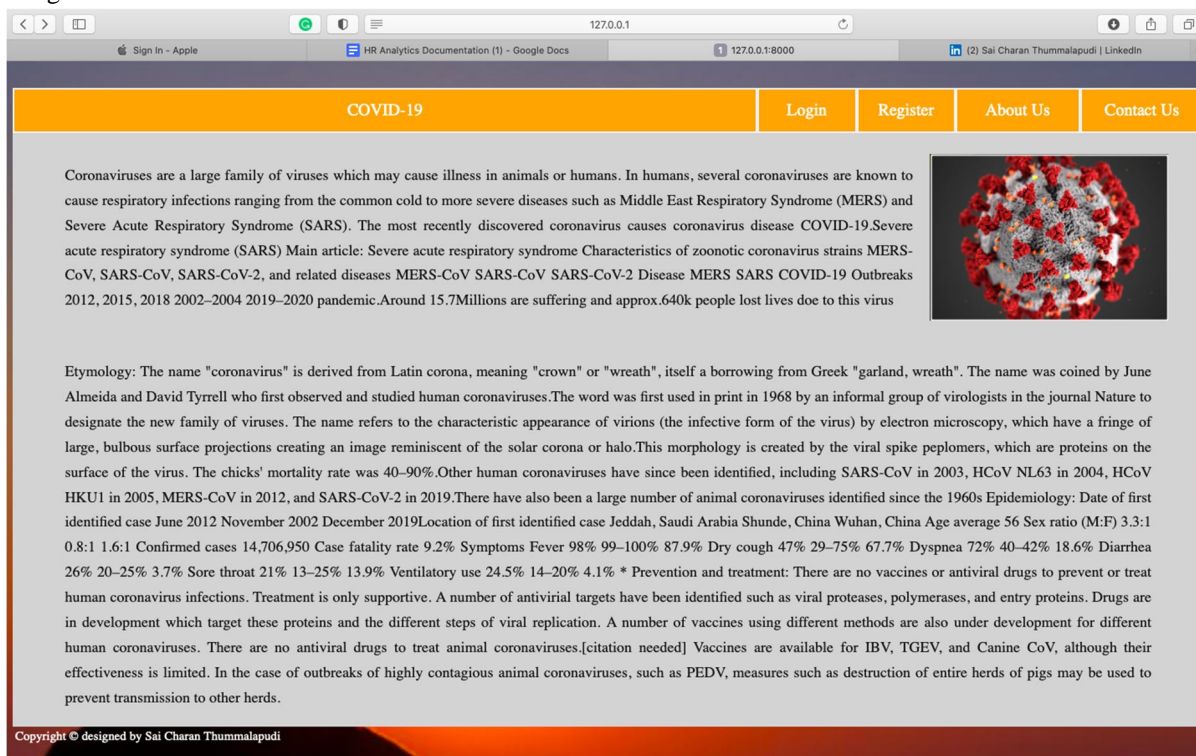 127.0.0.1
Sign In - Apple
HR Analytics Documentation (1) - Google Docs
1 127.0.0.1:8000
in (2) Sai Charan Thummalapudi | LinkedIn
COVID-19 Login Register About Us Contact Us
Coronaviruses are a large family of viruses which may cause illness in animals or humans. In humans, several coronaviruses are known to
cause respiratory infections ranging from the common cold to more severe diseases such as Middle East Respiratory Syndrome (MERS) and
Severe Acute Respiratory Syndrome (SARS). The most recently discovered coronavirus causes coronavirus disease COVID-19.Severe
acute respiratory syndrome (SARS) Main article: Severe acute respiratory syndrome Characteristics of zoonotic coronavirus strains MERS-
CoV, SARS-CoV, SARS-CoV-2, and related diseases MERS-CoV SARS-CoV SARS-CoV-2 Disease MERS SARS COVID-19 Outbreaks
2012, 2015, 2018 2002–2004 2019–2020 pandemic.Around 15.7Millions are suffering and approx.640k people lost lives doe to this virus
Etymology: The name "coronavirus" is derived from Latin corona, meaning "crown" or "wreath", itself a borrowing from Greek "garland, wreath". The name was coined by June
Almeida and David Tyrrell who first observed and studied human coronaviruses.The word was first used in print in 1968 by an informal group of virologists in the journal Nature to
designate the new family of viruses. The name refers to the characteristic appearance of virions (the infective form of the virus) by electron microscopy, which have a fringe of
large, bulbous surface projections creating an image reminiscent of the solar corona or halo.This morphology is created by the viral spike peplomers, which are proteins on the
surface of the virus. The chicks' mortality rate was 40–90%.Other human coronaviruses have since been identified, including SARS-CoV in 2003, HCoV NL63 in 2004, HCoV
HKU1 in 2005, MERS-CoV in 2012, and SARS-CoV-2 in 2019.There have also been a large number of animal coronaviruses identified since the 1960s Epidemiology: Date of first
identified case June 2012 November 2002 December 2019Location of first identified case Jeddah, Saudi Arabia Shunde, China Wuhan, China Age average 56 Sex ratio (M:F) 3.3:1
0.8:1 1.6:1 Confirmed cases 14,706,950 Case fatality rate 9.2% Symptoms Fever 98% 99–100% 87.9% Dry cough 47% 29–75% 67.7% Dyspnea 72% 40–42% 18.6% Diarrhea
26% 20–25% 3.7% Sore throat 21% 13–25% 13.9% Ventilatory use 24.5% 14–20% 4.1% * Prevention and treatment: There are no vaccines or antiviral drugs to prevent or treat
human coronavirus infections. Treatment is only supportive. A number of antivirial targets have been identified such as viral proteases, polymerases, and entry proteins. Drugs are
in development which target these proteins and the different steps of viral replication. A number of vaccines using different methods are also under development for different
human coronaviruses. There are no antiviral drugs to treat animal coronaviruses.[citation needed] Vaccines are available for IBV, TGEV, and Canine CoV, although their
effectiveness is limited. In the case of outbreaks of highly contagious animal coronaviruses, such as PEDV, measures such as destruction of entire herds of pigs may be used to
prevent transmission to other herds.
Copyright © designed by Sai Charan Thummalapudi